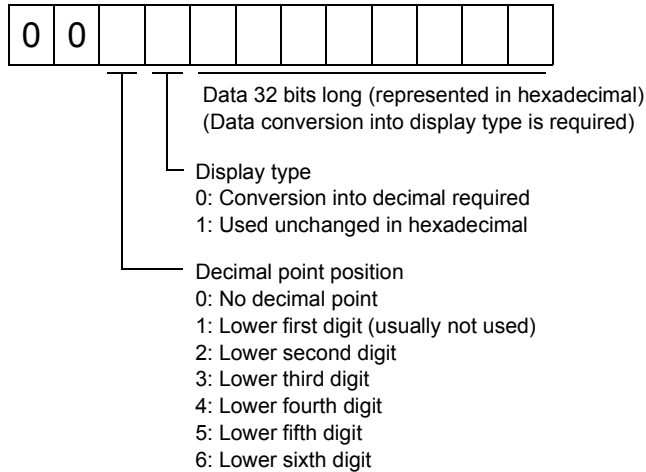 0 0
Data 32 bits long (represented in hexadecimal)
(Data conversion into display type is required)
Display type
0: Conversion into decimal required
1: Used unchanged in hexadecimal
Decimal point position
0: No decimal point
1: Lower first digit (usually not used)
2: Lower second digit
3: Lower third digit
4: Lower fourth digit
5: Lower fifth digit
6: Lower sixth digit